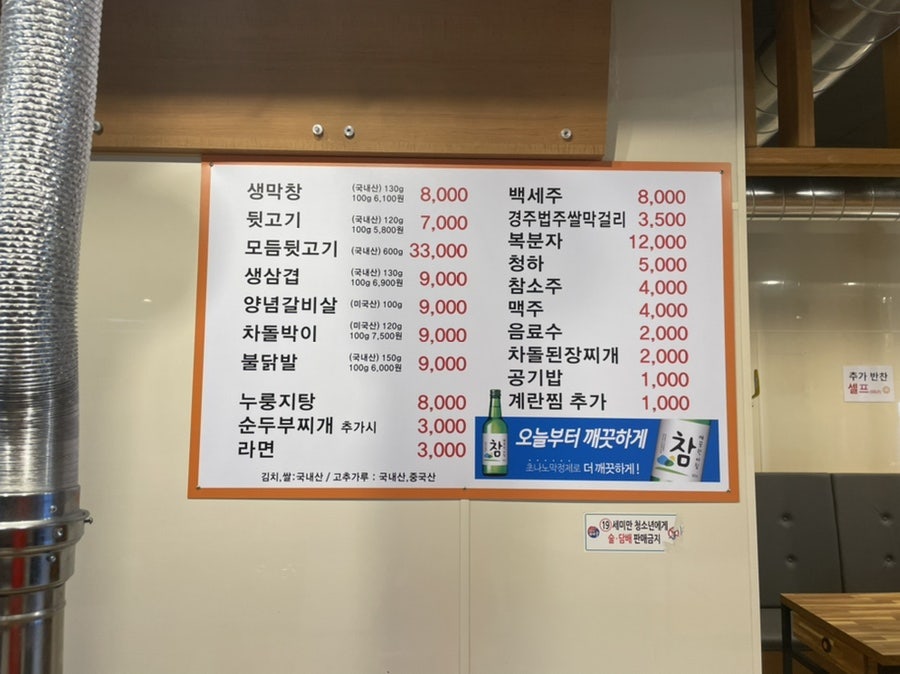 생막창 (국내산) 130g 100g 6,100원 8,000
뒷고기 (국내산) 120g 100g 5,800원 7,000
모듬뒷고기 (국내산) 600g 33,000
생삼겹 (국내산) 130g 100g 6,900원 9,000
양념갈비살 (미국산) 100g 9,000
차돌박이 (미국산) 120g 100g 7,500원 9,000
불닭발 (국내산) 150g 100g 6,000원 9,000
누룽지탕 8,000
순두부찌개 추가시 3,000
라면 3,000
김치,쌀:국내산 / 고추가루 : 국내산,중국산
백세주 8,000
경주법주쌀막걸리 3,500
복분자 12,000
청하 5,000
참소주 4,000
맥주 4,000
음료수 2,000
차돌된장찌개 2,000
공기밥 1,000
계란찜 추가 1,000
참
오늘부터 깨끗하게
초나노막정제로 더 깨끗하게!
참
추가 반찬
셀프
19 세미만 청소년에게
술·담배 판매금지